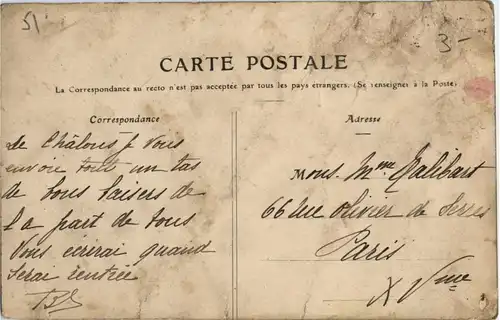 51
3-
CARTE POSTALE
La Correspondance au recto n'est pas acceptée par tous les pays étrangers. (Se renseigner à la Poste)
Correspondance
De Châlons je vous
envoie tout un tas
de bons baisers de
la part de tous
Vous écrirai quand
serai rentrée
Adresse
Mons. Mme Galibart
66 rue Olivier de Serres
Paris
XVme